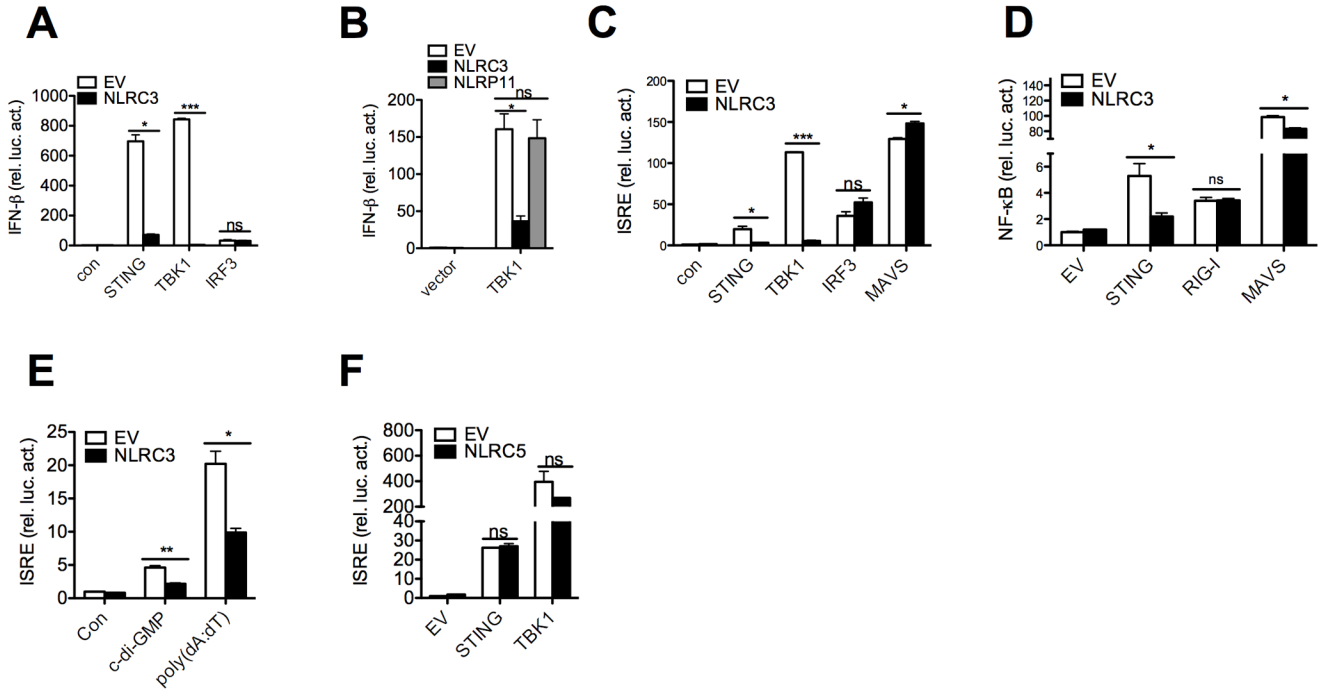 A
EV
NLRC3
IFN-β (rel. luc. act.)
1000
800
600
400
200
0
*
***
ns
con
STING
TBK1
IRF3
B
EV
NLRC3
NLRP11
IFN-β (rel. luc. act.)
200
150
100
50
0
ns
*
vector
TBK1
C
EV
NLRC3
ISRE (rel. luc. act.)
200
150
100
50
0
*
***
ns
*
con
STING
TBK1
IRF3
MAVS
D
EV
NLRC3
NF-κB (rel. luc. act.)
140
120
100
80
6
4
2
0
*
ns
*
EV
STING
RIG-I
MAVS
E
EV
NLRC3
ISRE (rel. luc. act.)
25
20
15
10
5
0
**
*
Con
c-di-GMP
poly(dA:dT)
F
EV
NLRC5
ISRE (rel. luc. act.)
800
600
400
200
40
30
20
10
0
ns
ns
EV
STING
TBK1